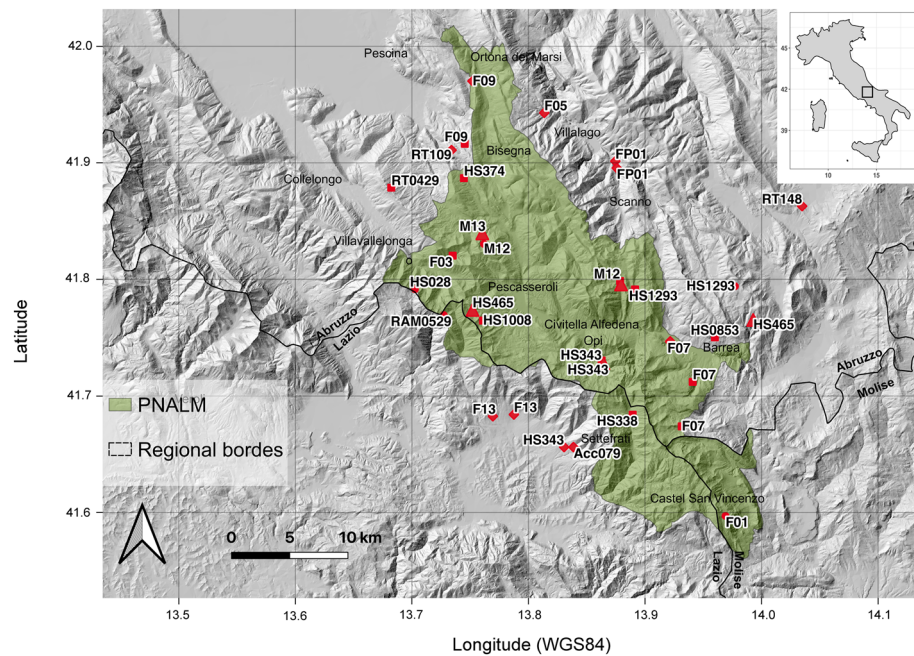 42.0
41.9
41.8
41.7
41.6
Latitude
Pescina
Ortona dei Marsi
F09
F05
Villalago
F09
RT109
Bisegna
FP01
FP01
HS374
Collelongo
RT0429
Scanno
RT148
M13
M12
Villavallelonga
F03
M12
HS028
Pescasseroli
HS1293
HS1293
HS465
HS1008
RAM0529
Abruzzo
Lazio
Civitella Alfedena
Opi
HS0853
HS465
Barrea
F07
HS343
HS343
F07
Abruzzo
Molise
PNALM
Regional bordes
F13
F13
HS338
F07
HS343
Settefrati
Acc079
Castel San Vincenzo
F01
Lazio
Molise
0
5
10 km
13.5
13.6
13.7
13.8
13.9
14.0
14.1
Longitude (WGS84)
45
42
39
10
15